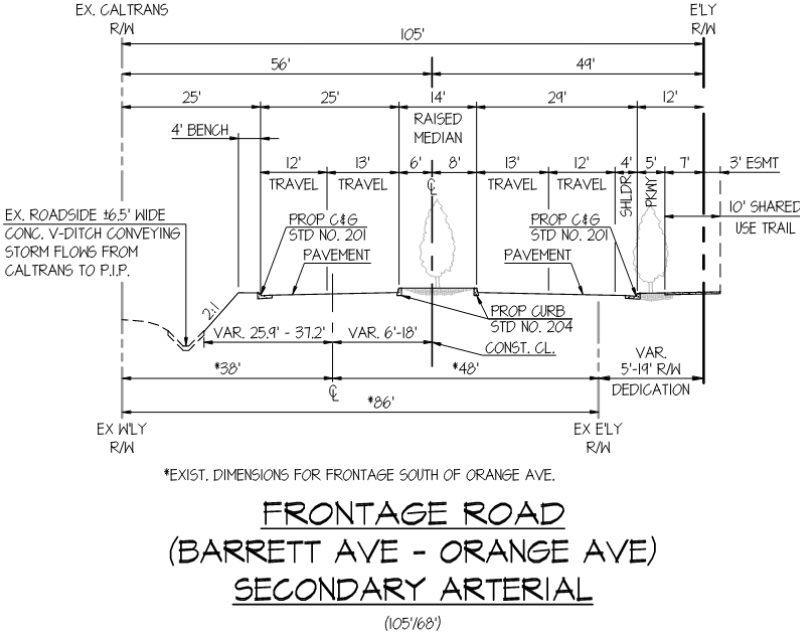 EX. CALTRANS
R/W
E'LY
R/W
105'
56'
49'
25'
25'
14'
29'
12'
RAISED
MEDIAN
4' BENCH
12'
TRAVEL
13'
TRAVEL
6'
8'
℄
13'
TRAVEL
12'
TRAVEL
4'
SHLDR
5'
PKWY
7'
3' ESMT
10' SHARED
USE TRAIL
EX. ROADSIDE ±6.5' WIDE
CONC. V-DITCH CONVEYING
STORM FLOWS FROM
CALTRANS TO P.I.P.
PROP C&G
STD NO. 201
PAVEMENT
PROP C&G
STD NO. 201
PAVEMENT
2:1
PROP CURB
STD NO. 204
VAR. 25.9' - 37.2'
VAR. 6'-18'
CONST. CL.
VAR.
5'-19' R/W
DEDICATION
*38'
*48'
℄
*86'
EX W'LY
R/W
EX E'LY
R/W
*EXIST. DIMENSIONS FOR FRONTAGE SOUTH OF ORANGE AVE.
FRONTAGE ROAD
(BARRETT AVE - ORANGE AVE)
SECONDARY ARTERIAL
(105'/68')